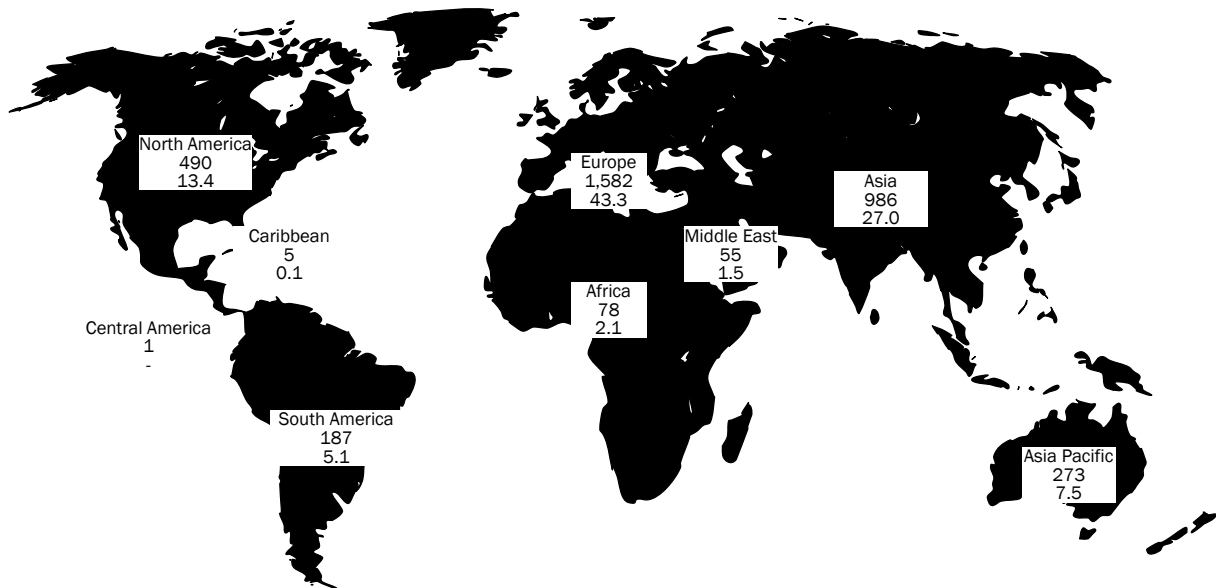 North America
490
13.4
Europe
1,582
43.3
Asia
986
27.0
Caribbean
5
0.1
Middle East
55
1.5
Africa
78
2.1
Central America
1
-
South America
187
5.1
Asia Pacific
273
7.5